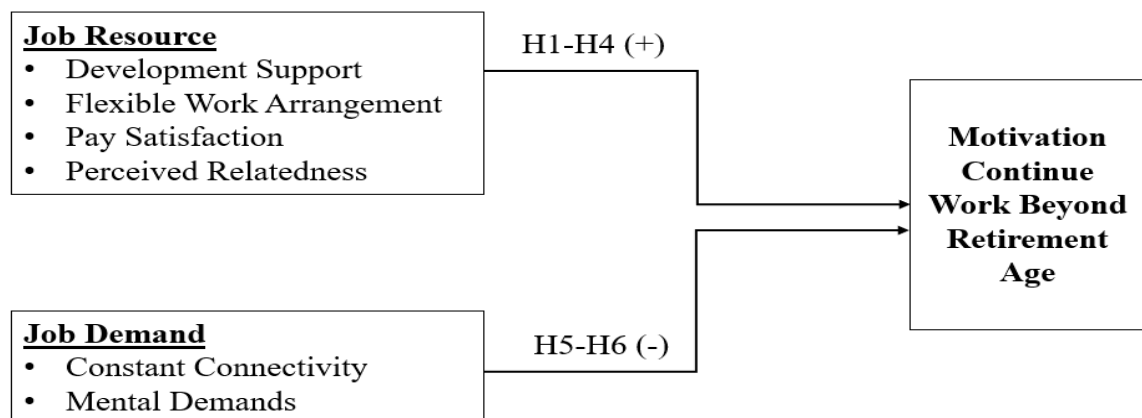 Job Resource
• Development Support
• Flexible Work Arrangement
• Pay Satisfaction
• Perceived Relatedness
H1-H4 (+)
Motivation
Continue
Work Beyond
Retirement
Age
Job Demand
• Constant Connectivity
• Mental Demands
H5-H6 (-)